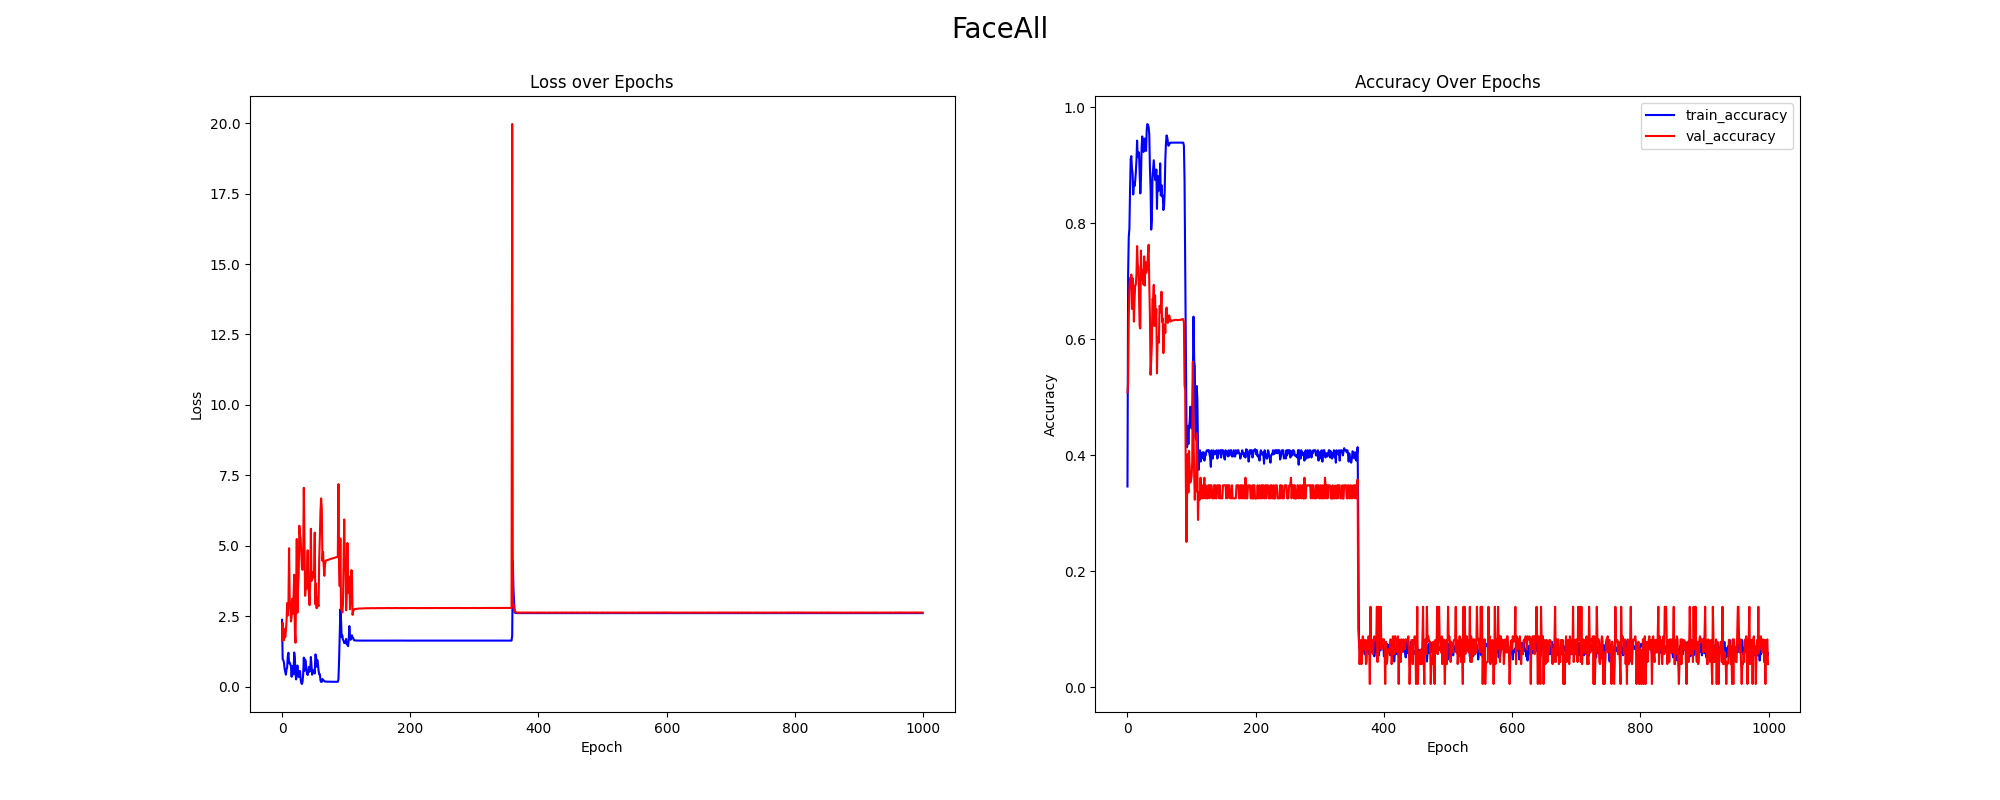 FaceAll
Loss over Epochs
20.0
17.5
15.0
12.5
10.0
7.5
5.0
2.5
0.0
Loss
0 200 400 600 800 1000
Epoch
Accuracy Over Epochs
train_accuracy
val_accuracy
1.0
0.8
0.6
0.4
0.2
0.0
Accuracy
0 200 400 600 800 1000
Epoch